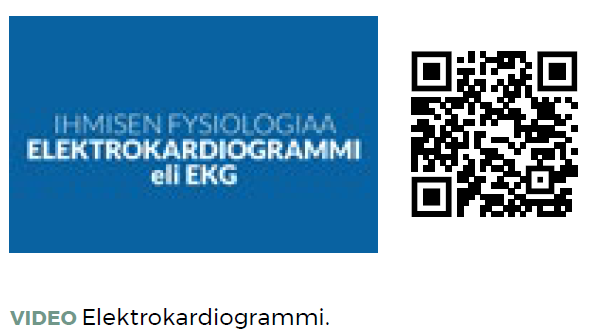 IHMISEN FYSIOLOGIAA
ELEKTROKARDIOGRAMMI
eli EKG
VIDEO Elektrokardiogrammi.